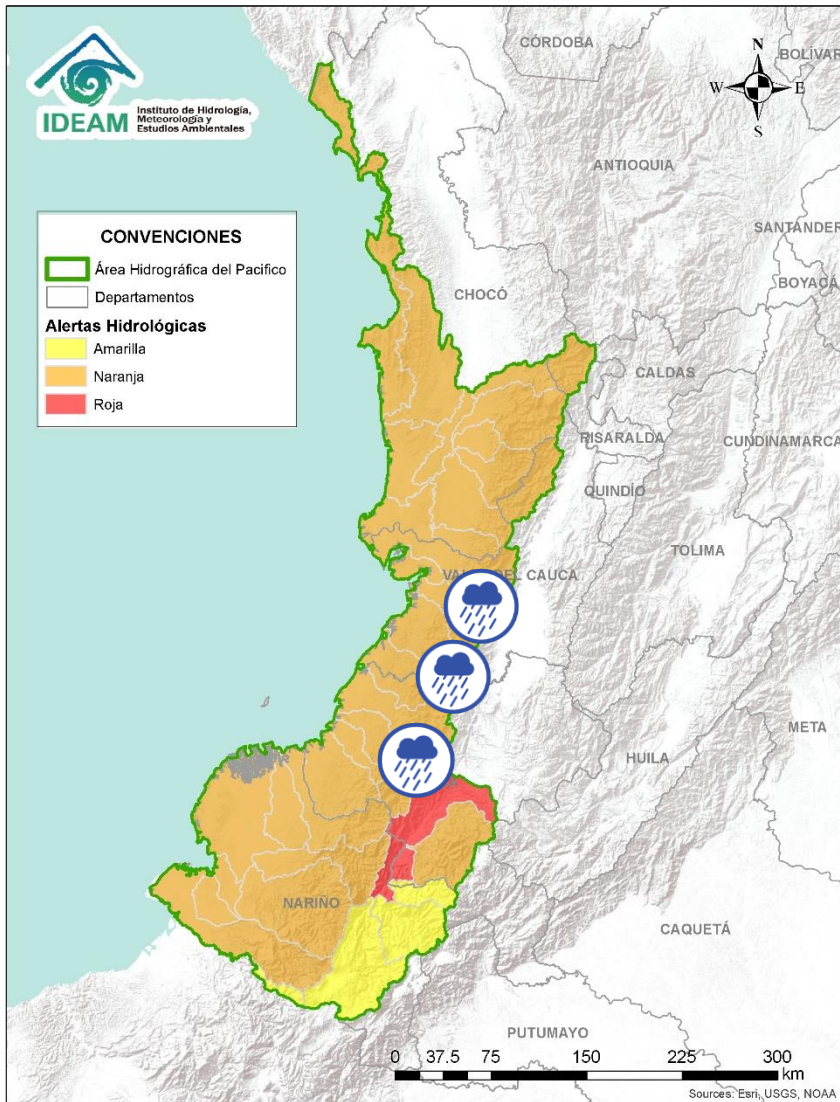 IDEAM
Instituto de Hidrología,
Meteorología y
Estudios Ambientales
CÓRDOBA
BOLÍVAR
N
W
E
S
ANTIOQUIA
SANTANDER
BOYACÁ
CONVENCIONES
Área Hidrográfica del Pacifico
Departamentos
Alertas Hidrológicas
Amarilla
Naranja
Roja
CHOCÓ
CALDAS
RISARALDA
CUNDINAMARCA
QUINDÍO
TOLIMA
DEL CAUCA
META
HUILA
NARIÑO
CAQUETÁ
PUTUMAYO
0 37.5 75 150 225 300
km
Sources: Esri, USGS, NOAA